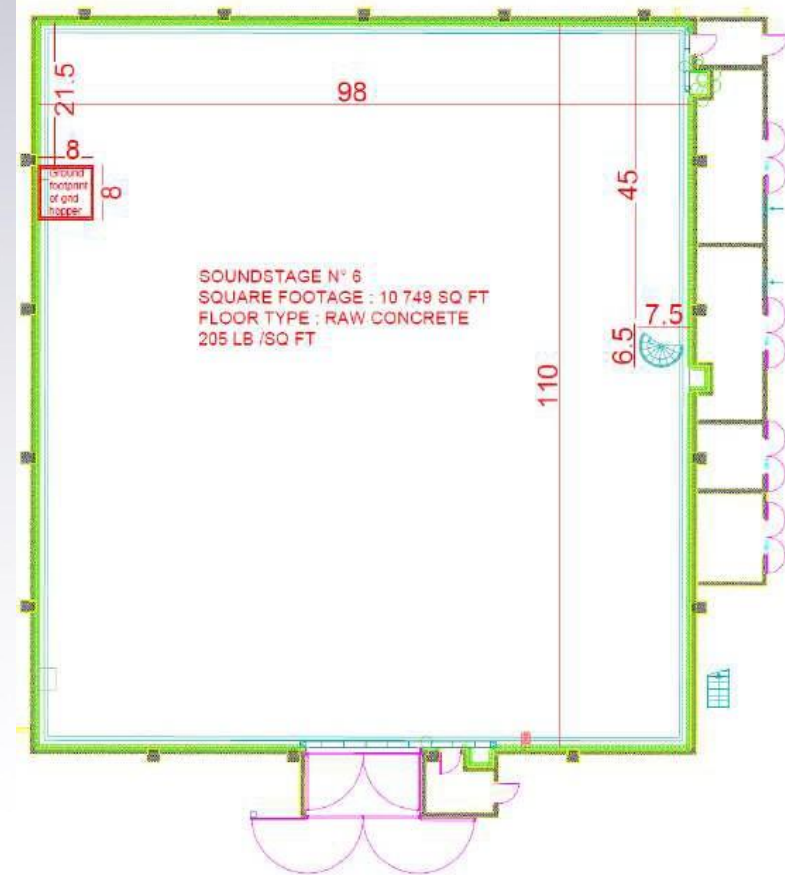 98
21.5
8
8
Ground
footprint
of grid
hopper
45
7.5
6.5
110
SOUNDSTAGE N° 6
SQUARE FOOTAGE : 10 749 SQ FT
FLOOR TYPE : RAW CONCRETE
205 LB /SQ FT